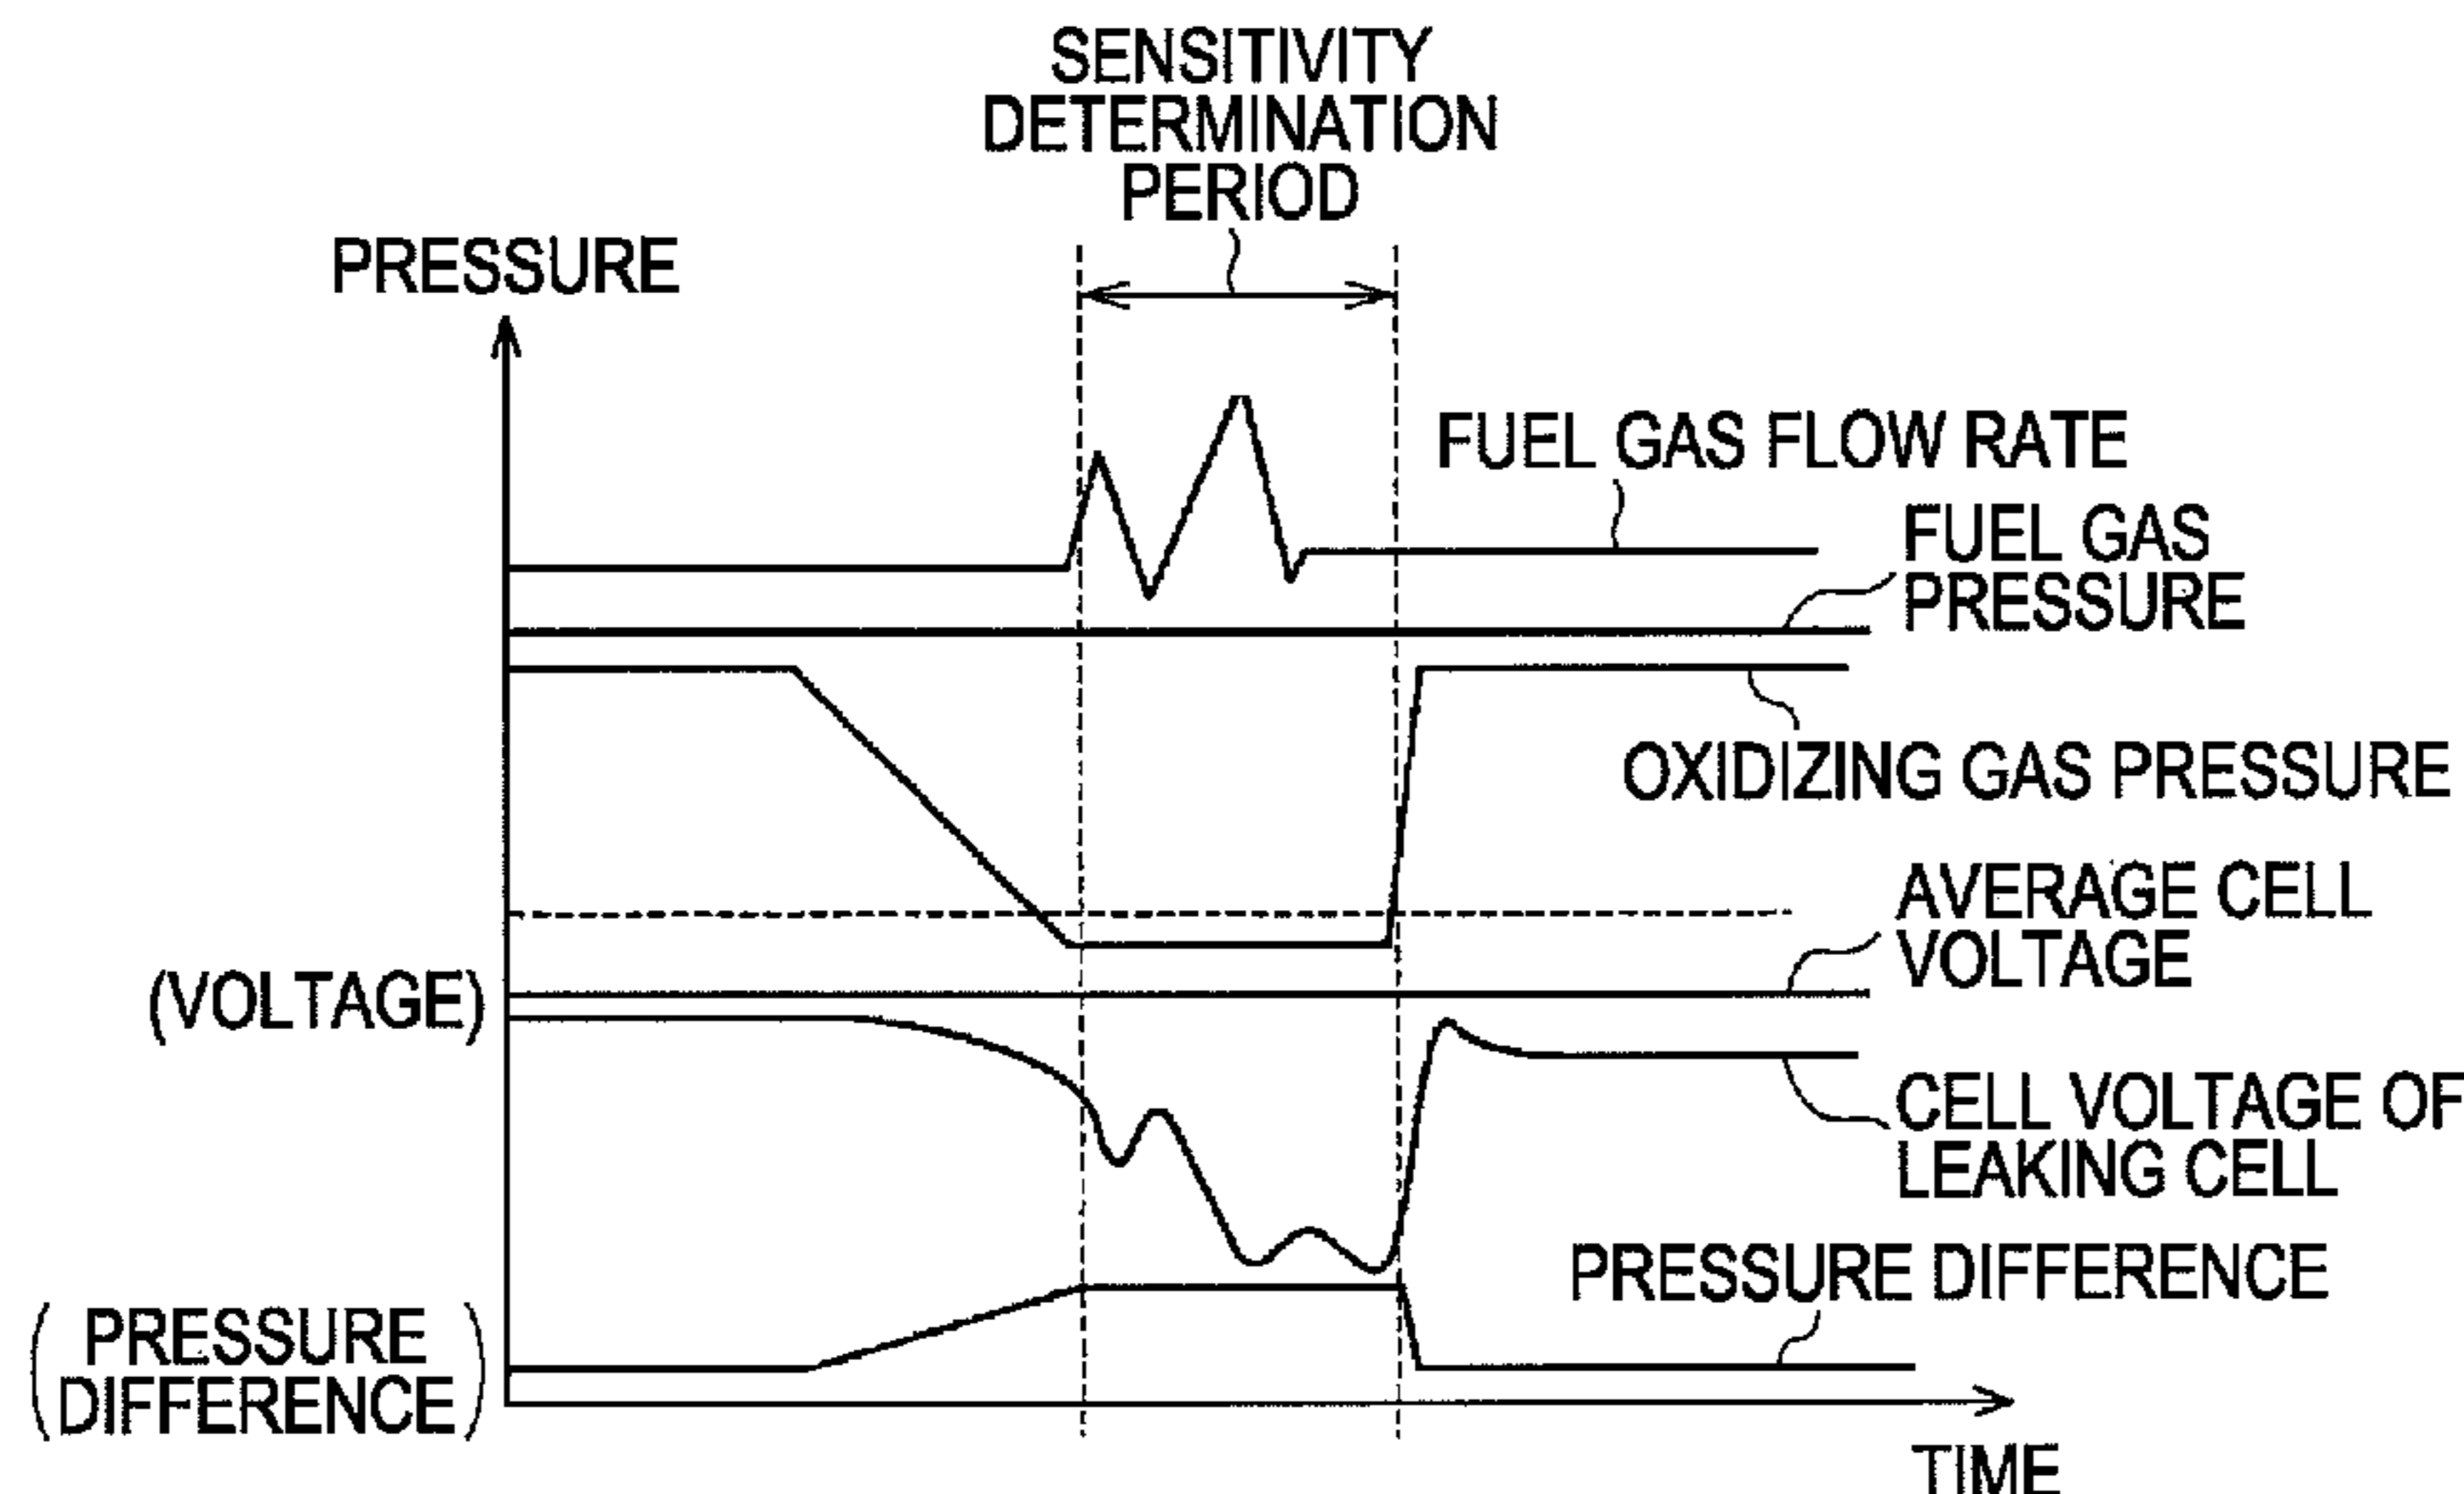 SENSITIVITY
DETERMINATION
PERIOD
PRESSURE
FUEL GAS FLOW RATE
FUEL GAS
PRESSURE
OXIDIZING GAS PRESSURE
AVERAGE CELL
VOLTAGE
(VOLTAGE)
CELL VOLTAGE OF
LEAKING CELL
PRESSURE DIFFERENCE
(PRESSURE
DIFFERENCE)
TIME